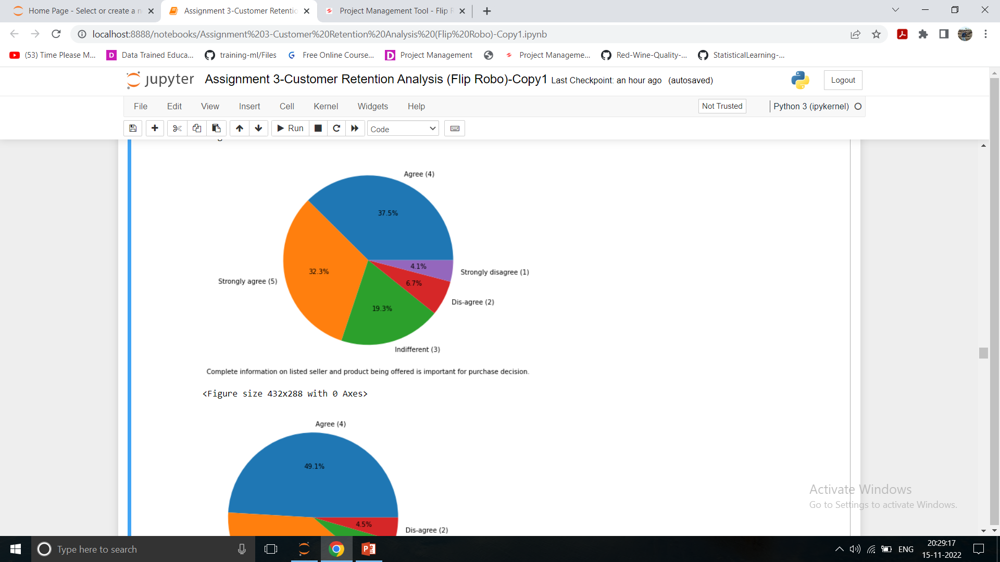 Home Page - Select or create a n
Assignment 3-Customer Retentio
Project Management Tool - Flip R
localhost:8888/notebooks/Assignment%203-Customer%20Retention%20Analysis%20(Flip%20Robo)-Copy1.ipynb
(53) Time Please M...
Data Trained Educa...
training-ml/Files
Free Online Course...
Project Management
Project Manageme...
Red-Wine-Quality-...
StatisticalLearning-...
jupyter
Assignment 3-Customer Retention Analysis (Flip Robo)-Copy1 Last Checkpoint: an hour ago (autosaved)
Logout
File Edit View Insert Cell Kernel Widgets Help
Not Trusted
Python 3 (ipykernel)
Run
Code
Agree (4)
37.5%
4.1%
32.3%
Strongly disagree (1)
Strongly agree (5)
6.7%
Dis-agree (2)
19.3%
Indifferent (3)
Complete information on listed seller and product being offered is important for purchase decision.
<Figure size 432x288 with 0 Axes>
Agree (4)
49.1%
4.5%
Dis-agree (2)
Activate Windows
Go to Settings to activate Windows.
Type here to search
ENG
20:29:17
15-11-2022